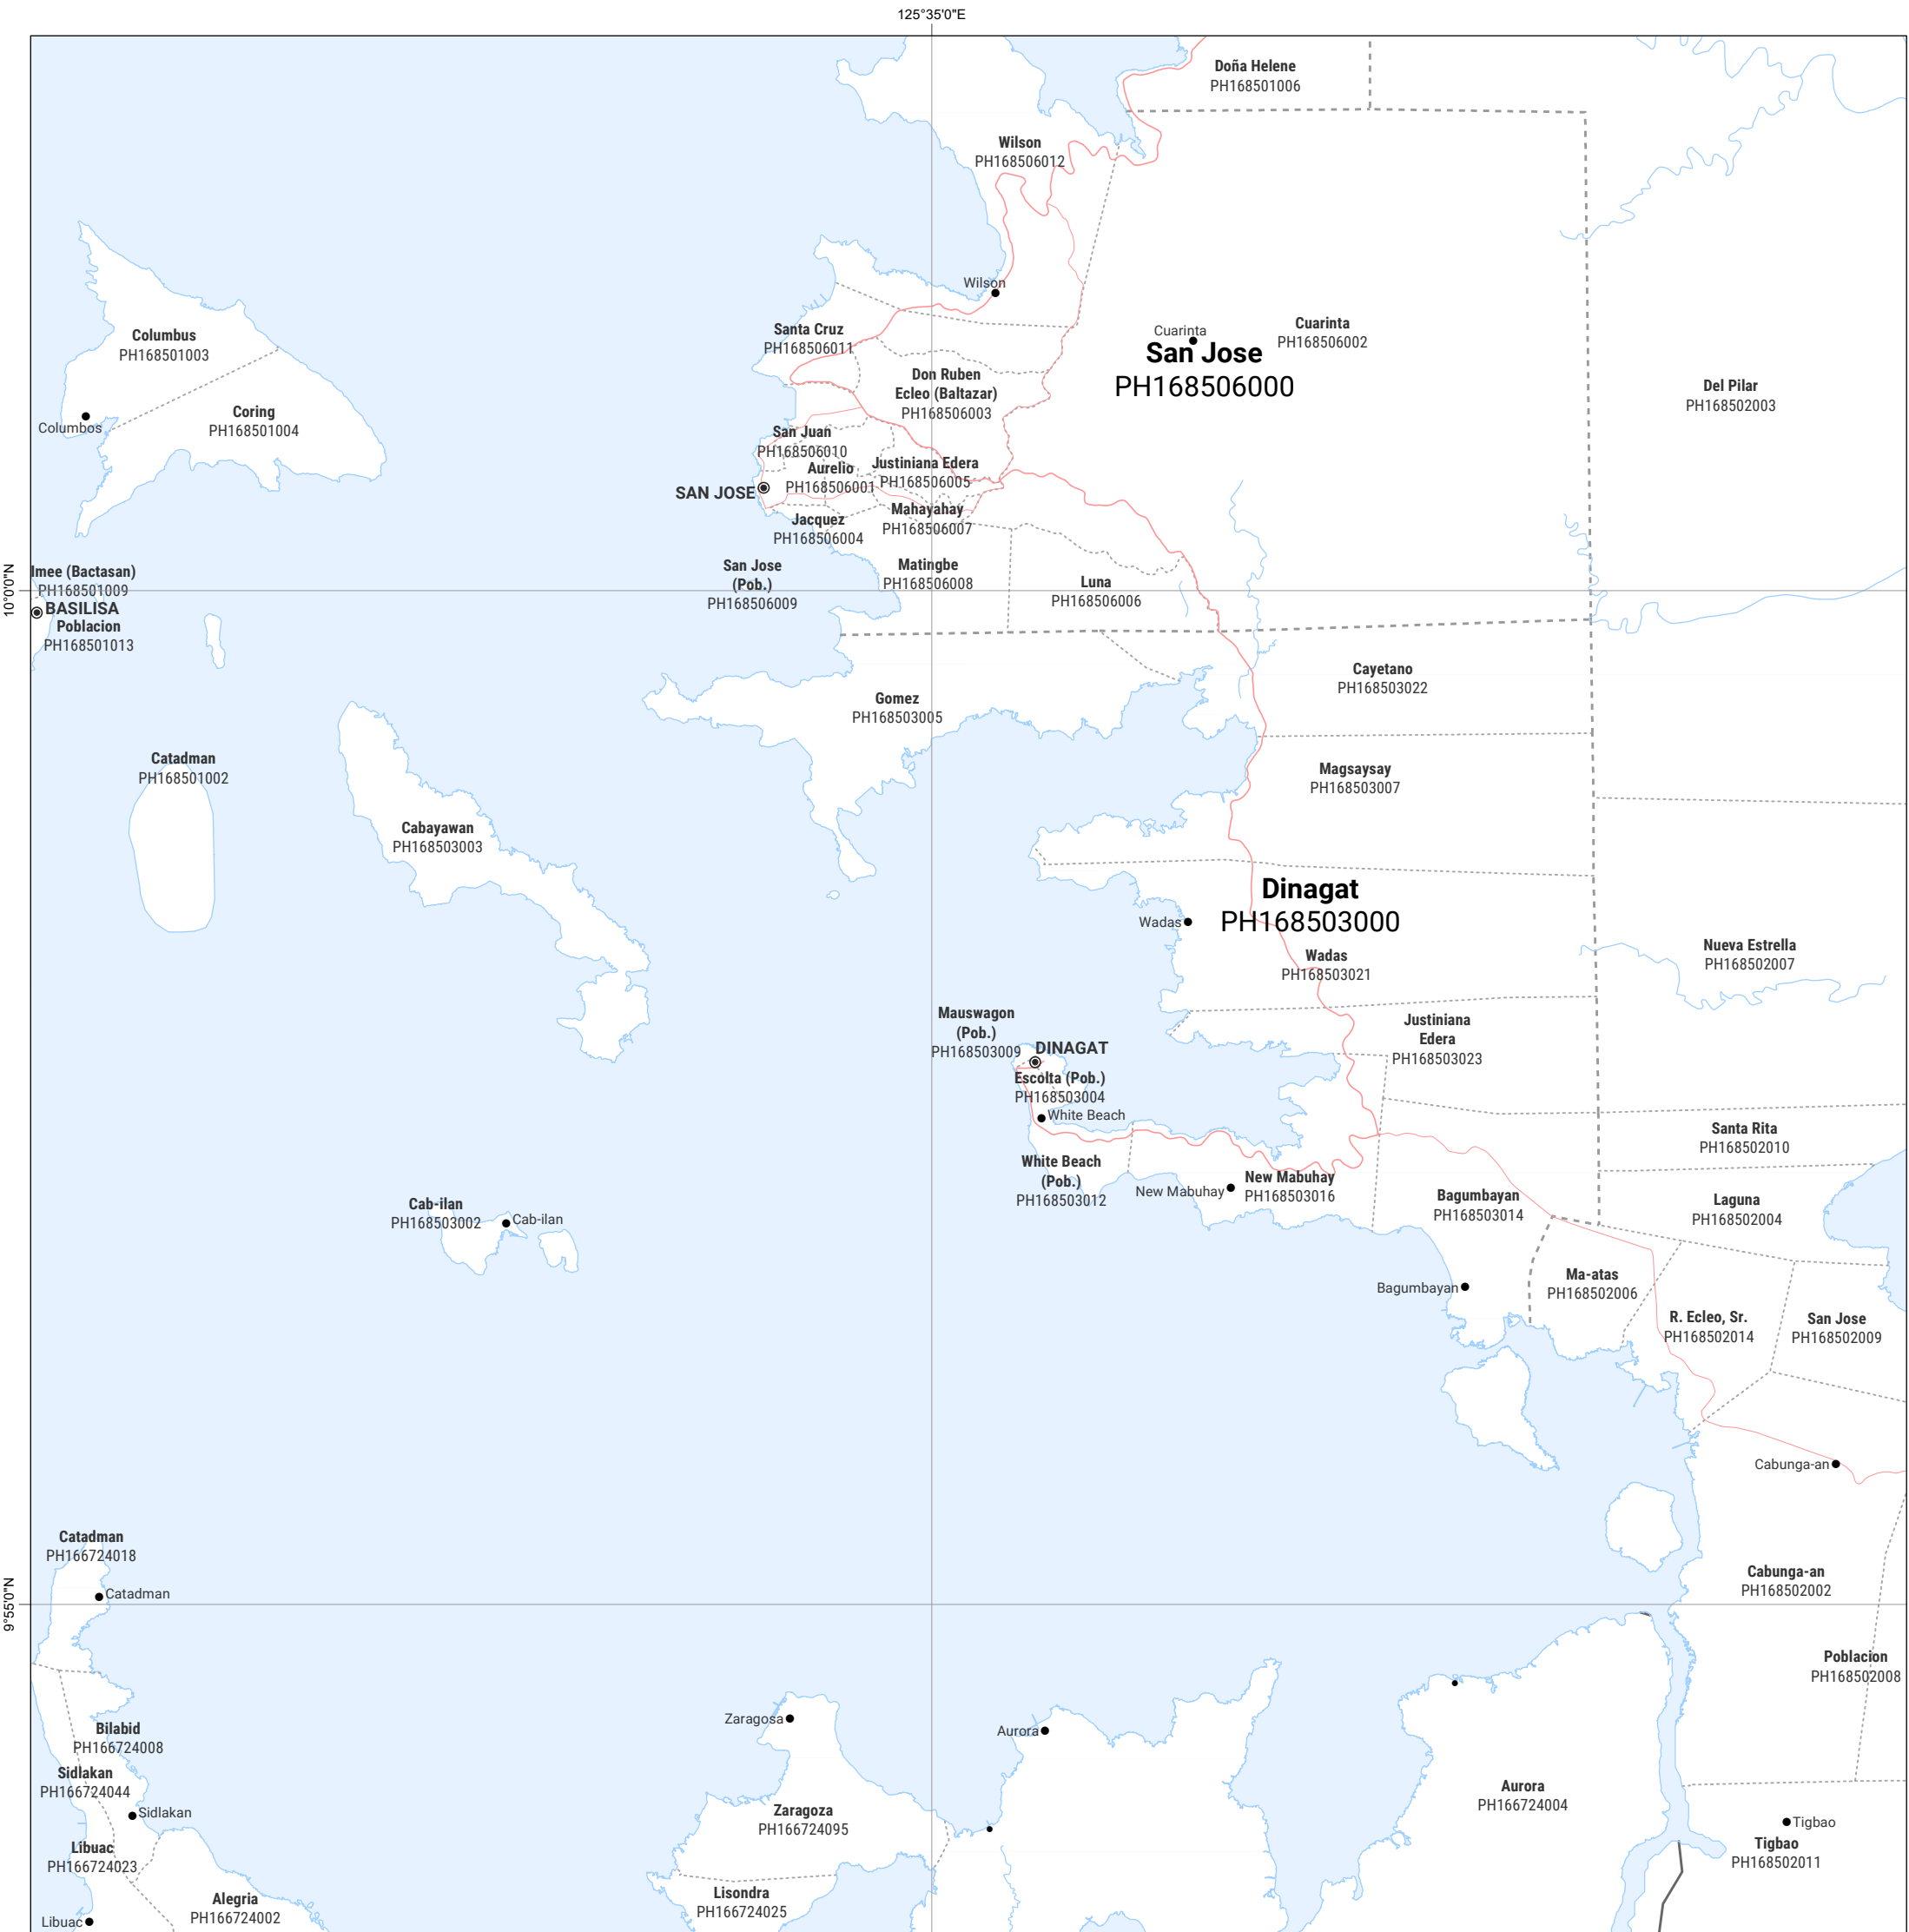 125°35'0"E
Doña Helene
PH168501006
Wilson
PH168506012
Wilson
Columbus
PH168501003
Columbos
Coring
PH168501004
Santa Cruz
PH168506011
Cuarinta
Cuarinta
PH168506002
San Jose
PH168506000
Don Ruben
Ecleo (Baltazar)
PH168506003
Del Pilar
PH168502003
San Juan
PH168506010
Aurelio
PH168506001
Justiniana Edera
PH168506005
SAN JOSE
Jacquez
PH168506004
Mahayahay
PH168506007
San Jose
(Pob.)
PH168506009
Matingbe
PH168506008
Luna
PH168506006
10°0'0"N
Imee (Bactasan)
PH168501009
BASILISA
Poblacion
PH168501013
Cayetano
PH168503022
Gomez
PH168503005
Catadman
PH168501002
Magsaysay
PH168503007
Cabayawan
PH168503003
Dinagat
PH168503000
Wadas
Wadas
PH168503021
Nueva Estrella
PH168502007
Mauswagon
(Pob.)
PH168503009
DINAGAT
Justiniana
Edera
PH168503023
Escolta (Pob.)
PH168503004
White Beach
Santa Rita
PH168502010
White Beach
(Pob.)
PH168503012
New Mabuhay
New Mabuhay
PH168503016
Bagumbayan
PH168503014
Laguna
PH168502004
Cab-ilan
PH168503002
Cab-ilan
Bagumbayan
Ma-atas
PH168502006
R. Ecleo, Sr.
PH168502014
San Jose
PH168502009
Cabunga-an
Catadman
PH166724018
Catadman
Cabunga-an
PH168502002
9°55'0"N
Poblacion
PH168502008
Bilabid
PH166724008
Zaragosa
Aurora
Sidlakan
PH166724044
Sidlakan
Aurora
PH166724004
Zaragoza
PH166724095
Tigbao
Tigbao
PH168502011
Libuac
PH166724023
Alegria
PH166724002
Lisondra
PH166724025
Libuac